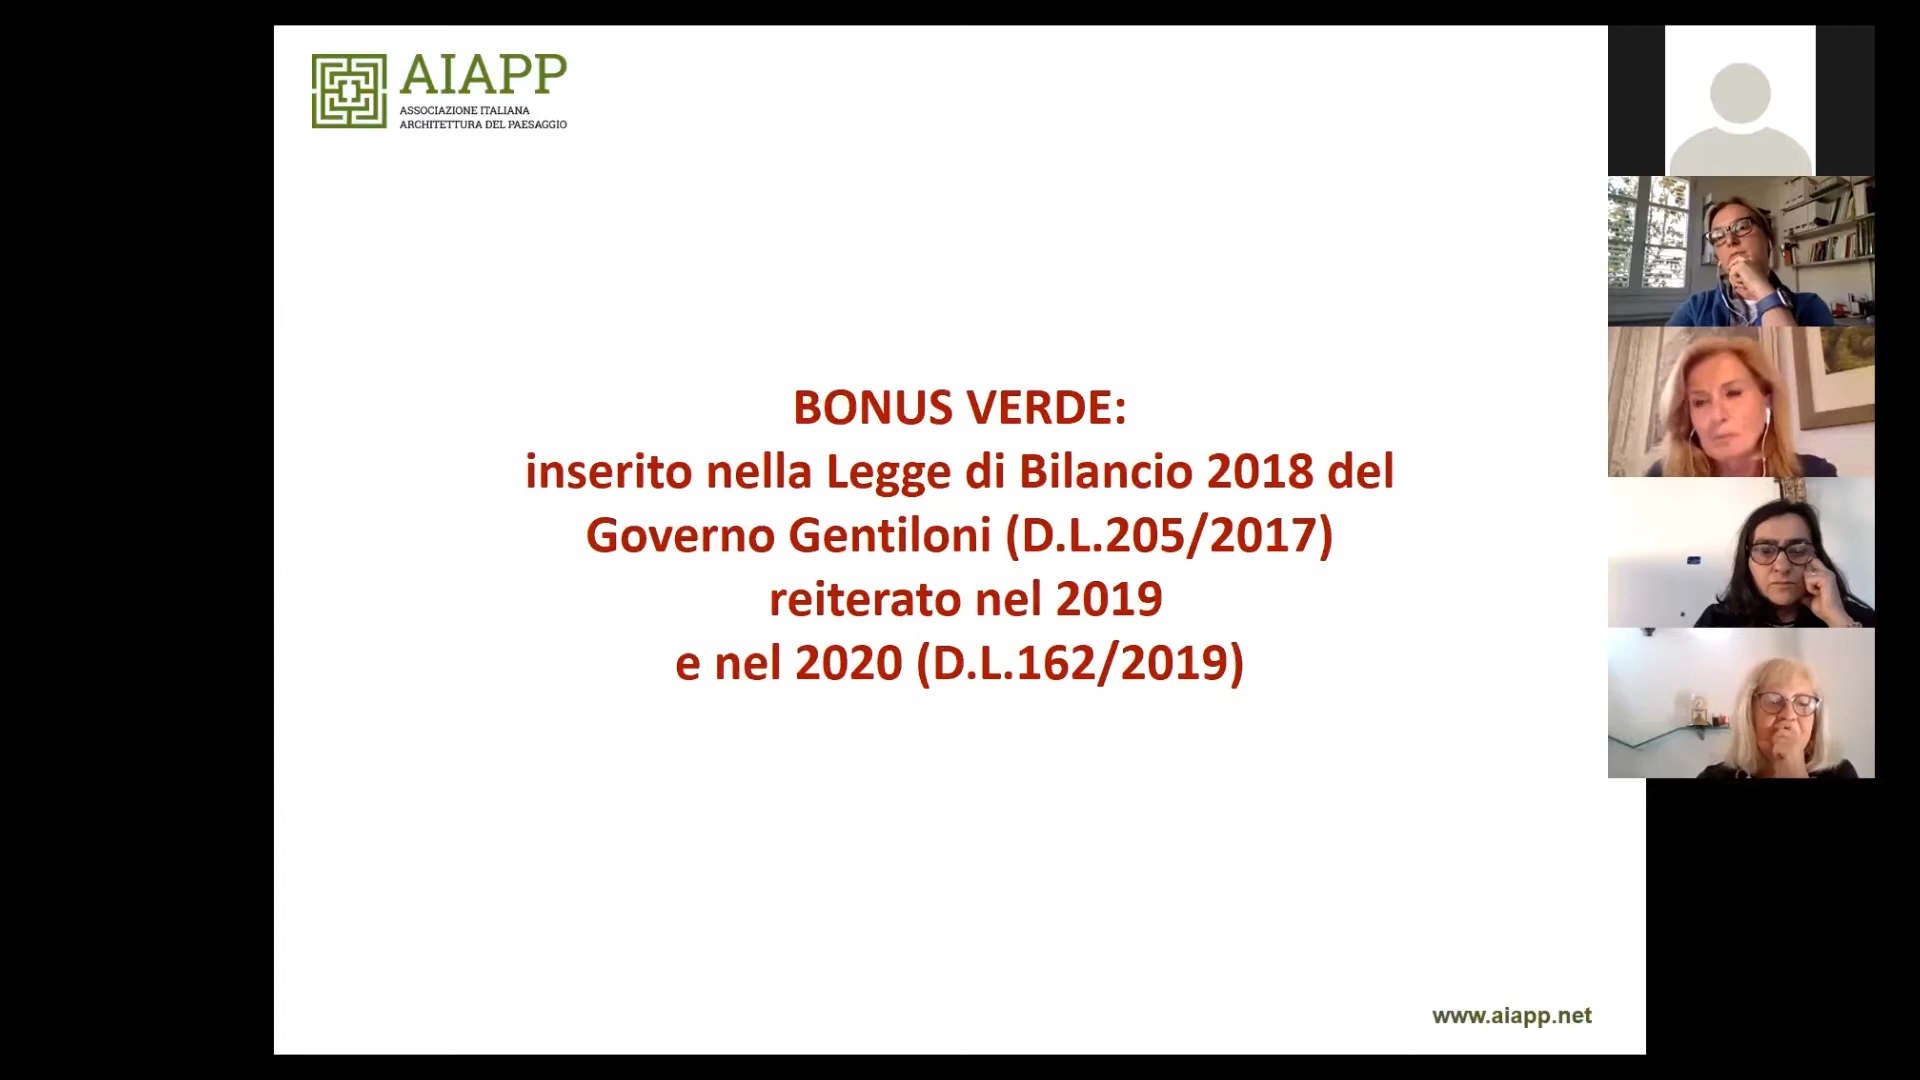 AIAPP
ASSOCIAZIONE ITALIANA
ARCHITETTURA DEL PAESAGGIO
BONUS VERDE:
inserito nella Legge di Bilancio 2018 del
Governo Gentiloni (D.L.205/2017)
reiterato nel 2019
e nel 2020 (D.L.162/2019)
www.aiapp.net